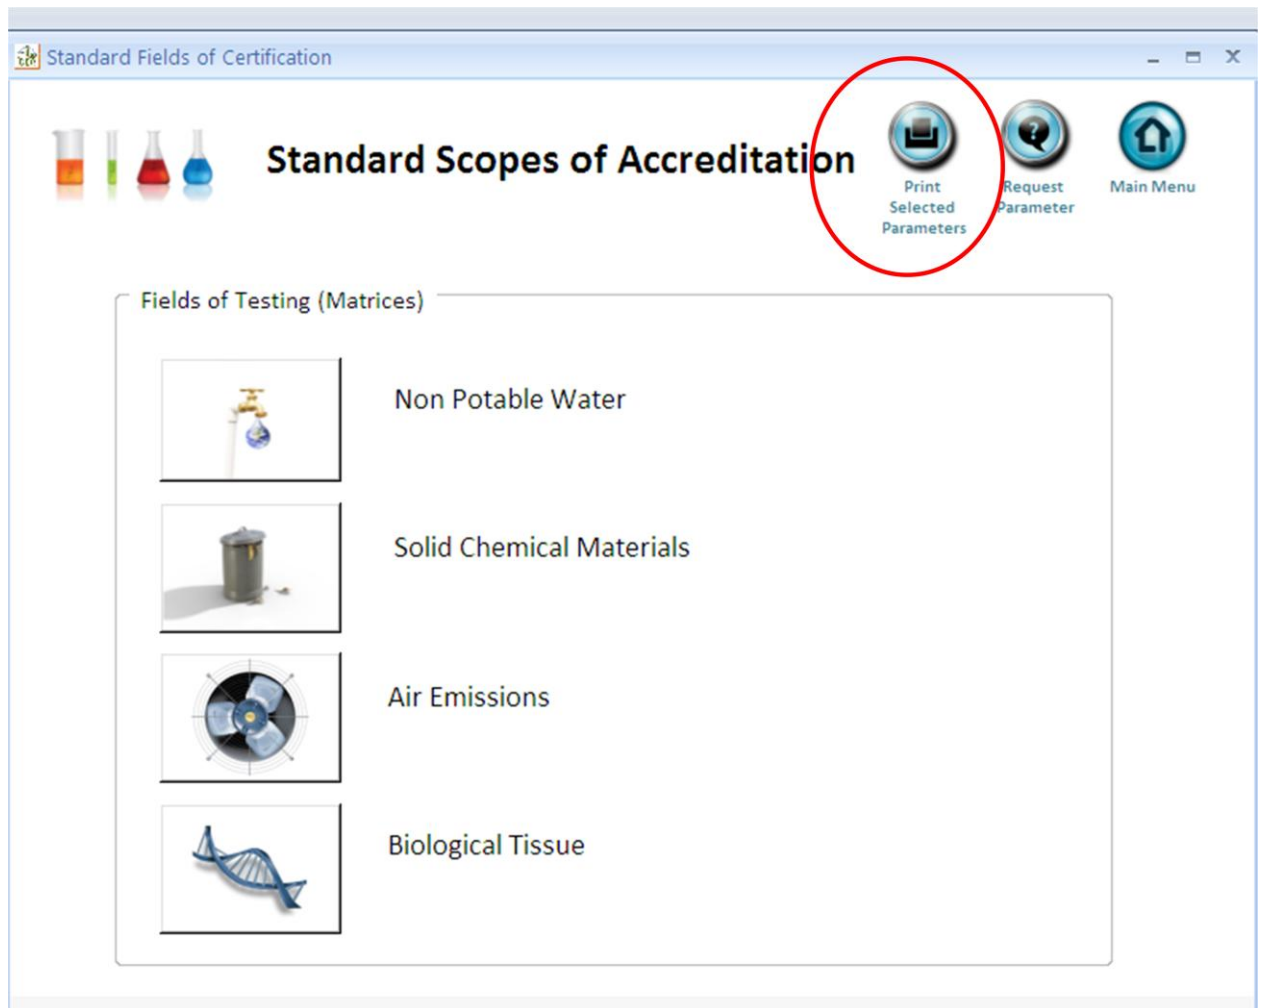 Standard Fields of Certification
Standard Scopes of Accreditation
Print
Selected
Parameters
Request
Parameter
Main Menu
Fields of Testing (Matrices)
Non Potable Water
Solid Chemical Materials
Air Emissions
Biological Tissue